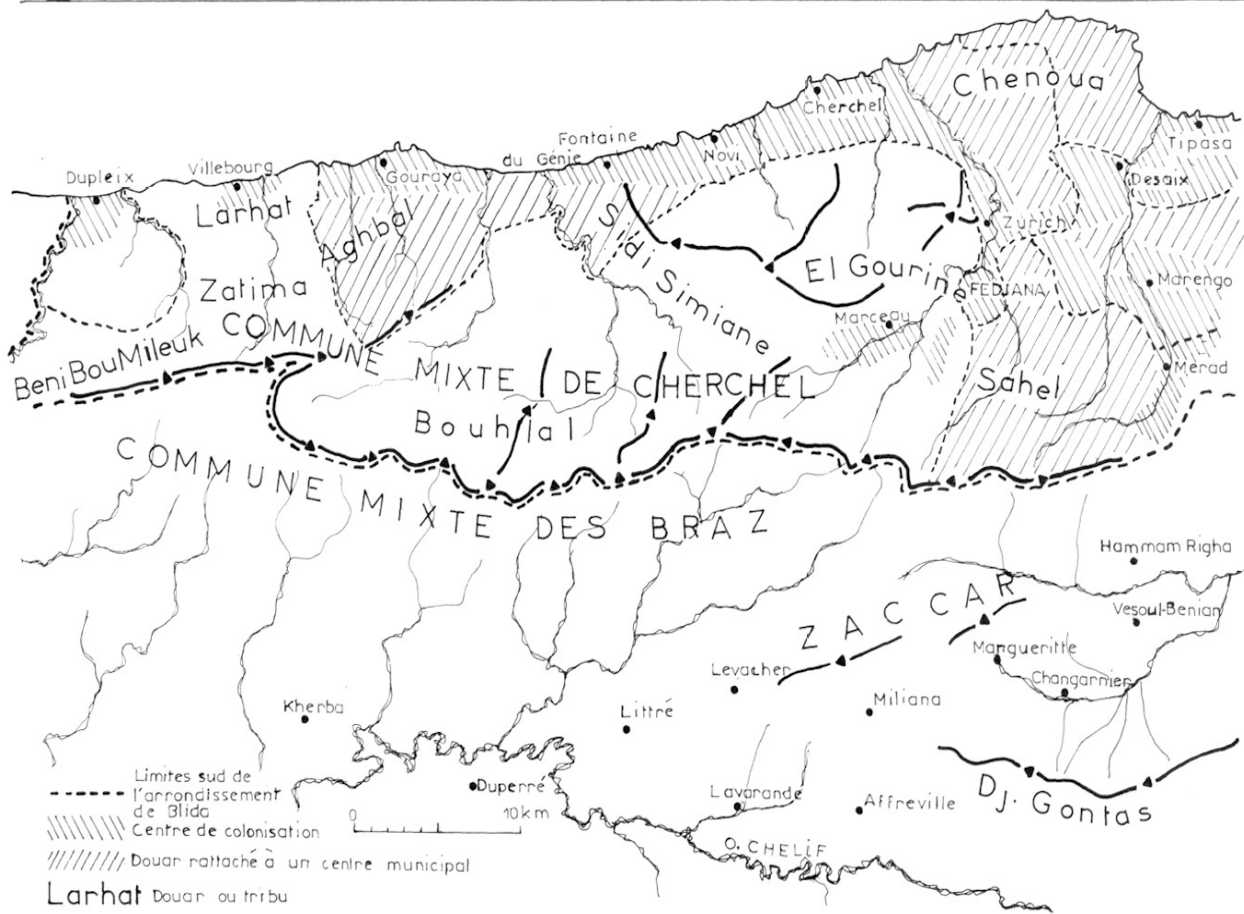 Chenoua
Cherchel
Tipasa
Fontaine
du Génie
Novi
Villebourg
Dupleix
Gouraya
Desaix
Larhat
Aghbal
Sidi Simiane
Zurich
El Gourine
Zatima
FEDJANA
Marengo
Marceau
Beni Bou Mileuk
COMMUNE MIXTE DE CHERCHEL
Sahel
Mérad
Bouhlal
COMMUNE MIXTE DES BRAZ
Hammam Righa
ZACCAR
Vesoul-Benian
Margueritte
Levacher
Changarnier
Miliana
Kherba
Littré
Duperré
Lavarande
Affreville
Dj. Gontas
O. CHELIF
0 10 km
Limites sud de
l'arrondissement
de Blida
Centre de colonisation
Douar rattaché à un centre municipal
Larhat Douar ou tribu